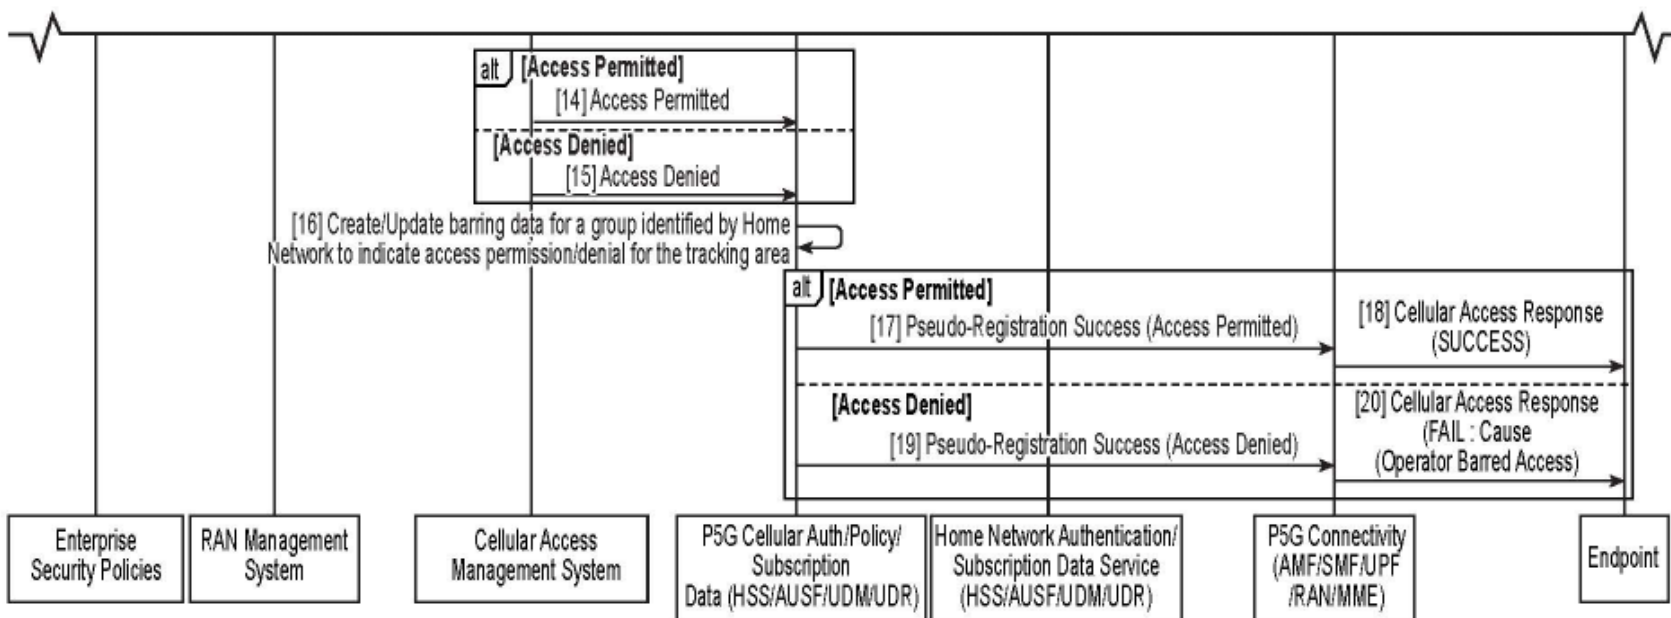 alt [Access Permitted]
[14] Access Permitted
[Access Denied]
[15] Access Denied
[16] Create/Update barring data for a group identified by Home
Network to indicate access permission/denial for the tracking area
alt [Access Permitted]
[17] Pseudo-Registration Success (Access Permitted)
[18] Cellular Access Response
(SUCCESS)
[Access Denied]
[19] Pseudo-Registration Success (Access Denied)
[20] Cellular Access Response
(FAIL : Cause
(Operator Barred Access)
Enterprise
Security Policies
RAN Management
System
Cellular Access
Management System
P5G Cellular Auth/Policy/
Subscription
Data (HSS/AUSF/UDM/UDR)
Home Network Authentication/
Subscription Data Service
(HSS/AUSF/UDM/UDR)
P5G Connectivity
(AMF/SMF/UPF
/RAN/MME)
Endpoint